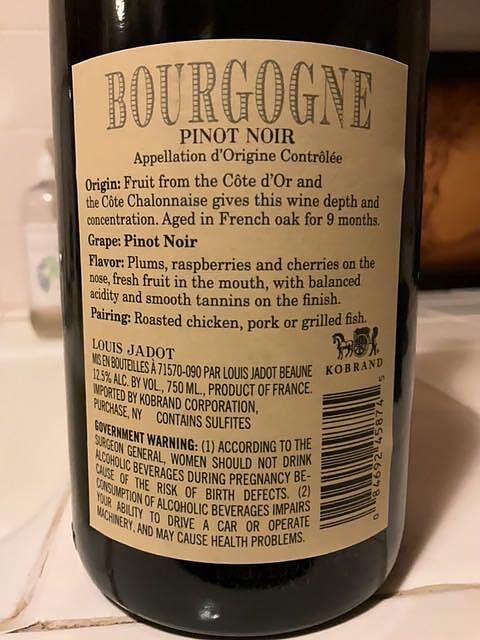 BOURGOGNE
PINOT NOIR
Appellation d'Origine Contrôlée
Origin: Fruit from the Côte d'Or and
the Côte Chalonnaise gives this wine depth and
concentration. Aged in French oak for 9 months.
Grape: Pinot Noir
Flavor: Plums, raspberries and cherries on the
nose, fresh fruit in the mouth, with balanced
acidity and smooth tannins on the finish.
Pairing: Roasted chicken, pork or grilled fish.
LOUIS JADOT
MIS EN BOUTEILLES À 71570-090 PAR LOUIS JADOT BEAUNE
12.5% ALC. BY VOL., 750 ML., PRODUCT OF FRANCE.
IMPORTED BY KOBRAND CORPORATION,
PURCHASE, NY CONTAINS SULFITES
KOBRAND
GOVERNMENT WARNING: (1) ACCORDING TO THE
SURGEON GENERAL, WOMEN SHOULD NOT DRINK
ALCOHOLIC BEVERAGES DURING PREGNANCY BE-
CAUSE OF THE RISK OF BIRTH DEFECTS. (2)
CONSUMPTION OF ALCOHOLIC BEVERAGES IMPAIRS
YOUR ABILITY TO DRIVE A CAR OR OPERATE
MACHINERY, AND MAY CAUSE HEALTH PROBLEMS.
0 84692 45874 5